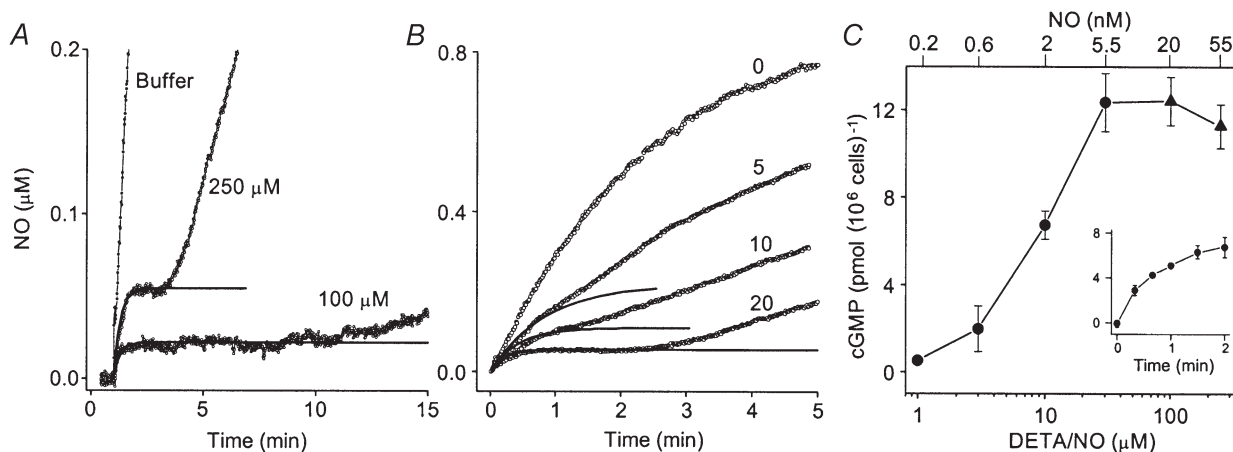 A
NO (µM)
0.2
0.1
0.0
Buffer
250 µM
100 µM
0 5 10 15
Time (min)
B
0.8
0.4
0.0
0
5
10
20
0 1 2 3 4 5
Time (min)
C
NO (nM)
0.2 0.6 2 5.5 20 55
cGMP (pmol (10⁶ cells)⁻¹)
12
8
4
0
8
4
0
0 1 2
Time (min)
1 10 100
DETA/NO (µM)